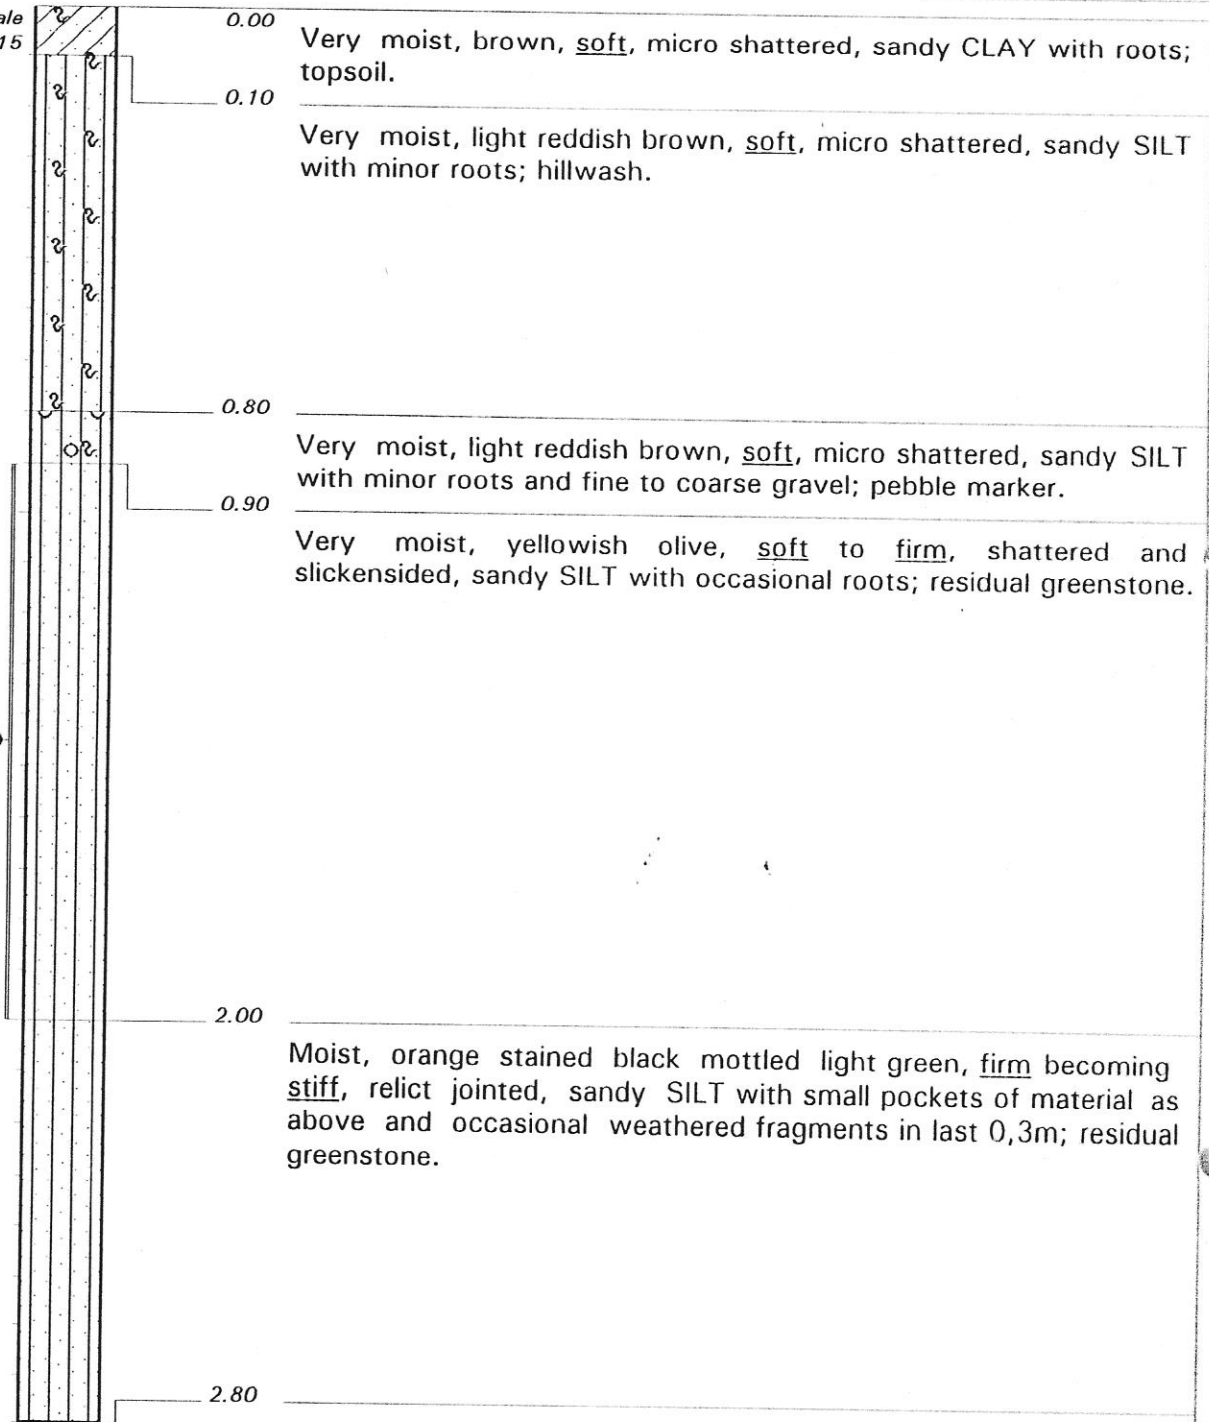 ale
15
0.00
Very moist, brown, soft, micro shattered, sandy CLAY with roots;
topsoil.
0.10
Very moist, light reddish brown, soft, micro shattered, sandy SILT
with minor roots; hillwash.
0.80
Very moist, light reddish brown, soft, micro shattered, sandy SILT
with minor roots and fine to coarse gravel; pebble marker.
0.90
Very moist, yellowish olive, soft to firm, shattered and
slickensided, sandy SILT with occasional roots; residual greenstone.
2.00
Moist, orange stained black mottled light green, firm becoming
stiff, relict jointed, sandy SILT with small pockets of material as
above and occasional weathered fragments in last 0,3m; residual
greenstone.
2.80